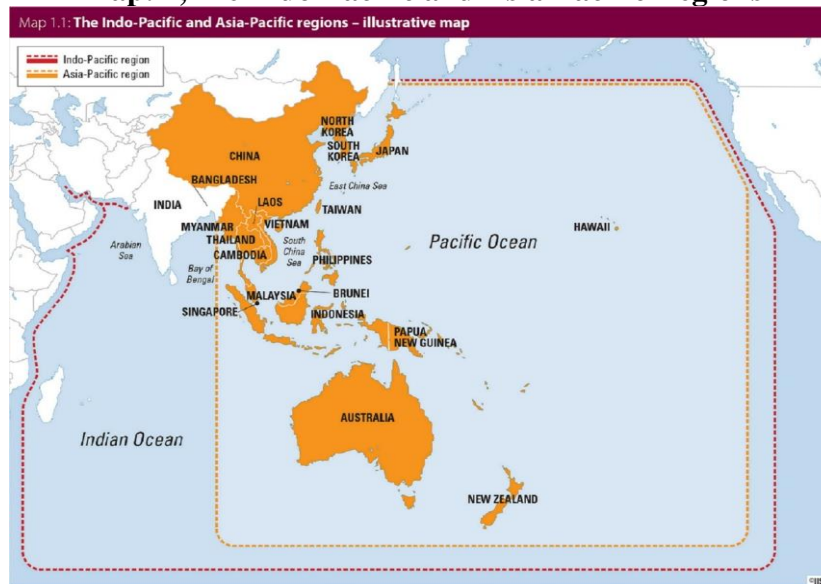 Map 1.1: The Indo-Pacific and Asia-Pacific regions – illustrative map
Indo-Pacific region
Asia-Pacific region
NORTH
KOREA
SOUTH
KOREA
JAPAN
CHINA
East China Sea
BANGLADESH
INDIA
LAOS
TAIWAN
MYANMAR
VIETNAM
THAILAND
South
China
Sea
CAMBODIA
Arabian
Sea
Bay of
Bengal
PHILIPPINES
Pacific Ocean
HAWAII
MALAYSIA
BRUNEI
SINGAPORE
INDONESIA
PAPUA
NEW GUINEA
AUSTRALIA
Indian Ocean
NEW ZEALAND